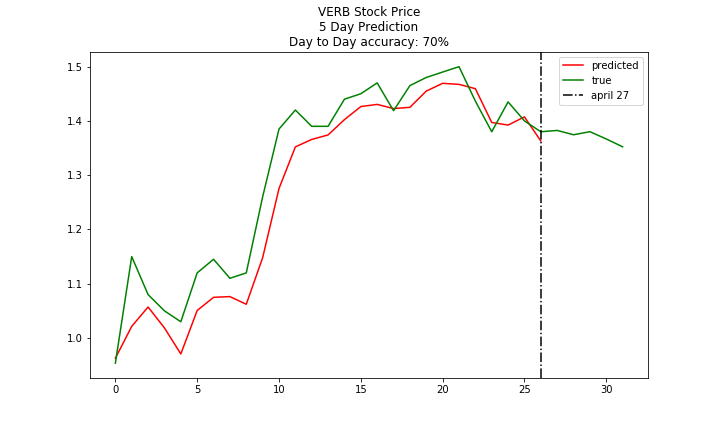 VERB Stock Price
5 Day Prediction
Day to Day accuracy: 70%
predicted
true
april 27
1.5
1.4
1.3
1.2
1.1
1.0
0 5 10 15 20 25 30